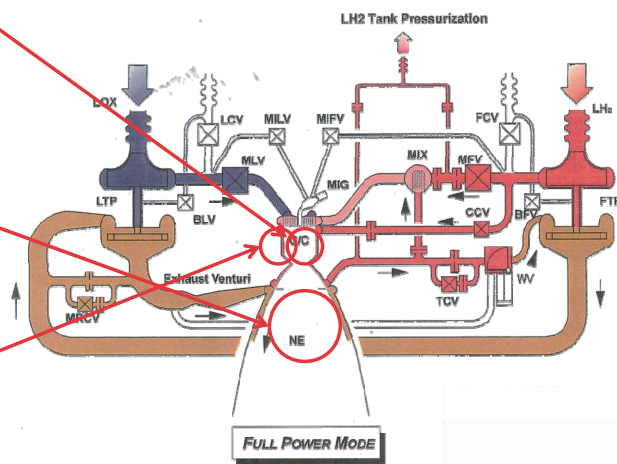 LH2 Tank Pressurization
LOX
LCV
MILV
MIFV
FCV
LH₂
MLV
MIX
MFV
MIG
LTP
BLV
CCV
BFV
FTP
C/C
Exhaust Venturi
WV
MRCV
TCV
NE
FULL POWER MODE